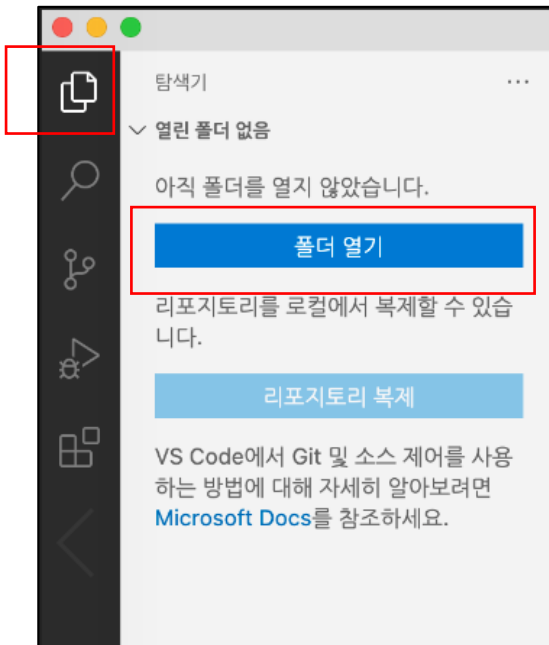 탐색기
열린 폴더 없음
아직 폴더를 열지 않았습니다.
폴더 열기
리포지토리를 로컬에서 복제할 수 있습
니다.
리포지토리 복제
VS Code에서 Git 및 소스 제어를 사용
하는 방법에 대해 자세히 알아보려면
Microsoft Docs를 참조하세요.